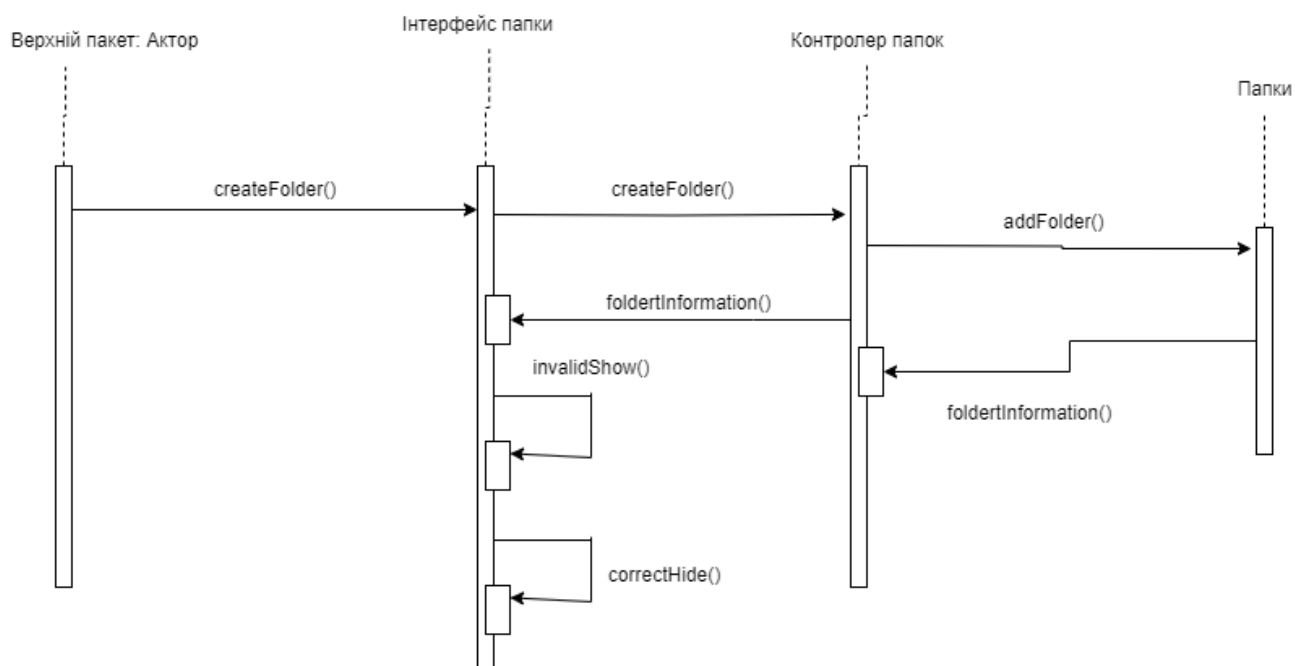 Верхній пакет: Актор
Інтерфейс папки
Контролер папок
Папки
createFolder()
createFolder()
addFolder()
foldertInformation()
invalidShow()
foldertInformation()
correctHide()